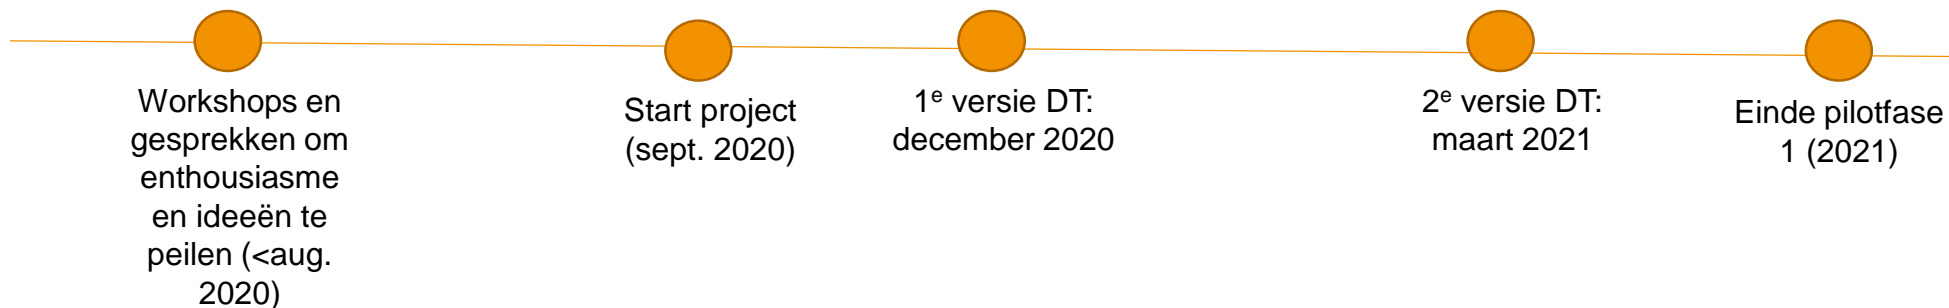 Workshops en
gesprekken om
enthousiasme
en ideeën te
peilen (<aug.
2020)
Start project
(sept. 2020)
1e versie DT:
december 2020
2e versie DT:
maart 2021
Einde pilotfase
1 (2021)